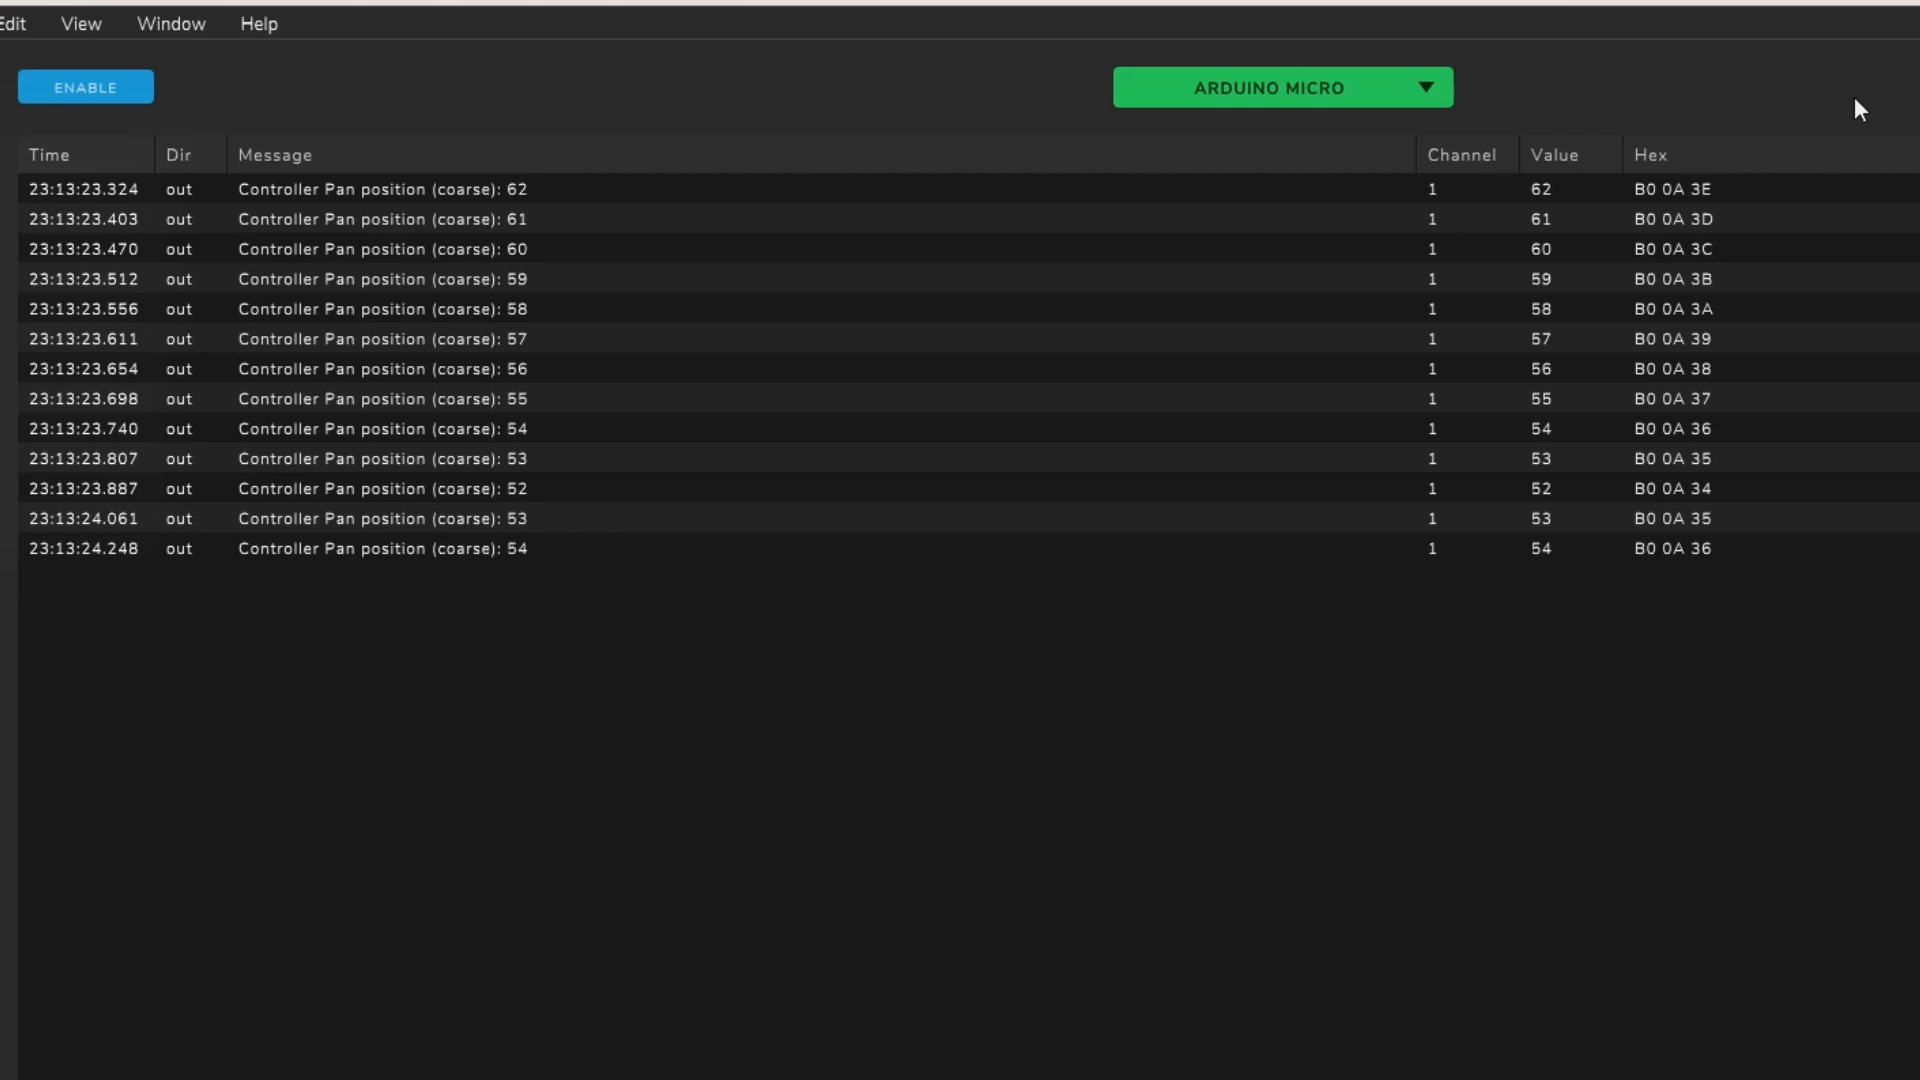 Edit View Window Help
ENABLE
ARDUINO MICRO
Time Dir Message Channel Value Hex
23:13:23.324 out Controller Pan position (coarse): 62 1 62 B0 0A 3E
23:13:23.403 out Controller Pan position (coarse): 61 1 61 B0 0A 3D
23:13:23.470 out Controller Pan position (coarse): 60 1 60 B0 0A 3C
23:13:23.512 out Controller Pan position (coarse): 59 1 59 B0 0A 3B
23:13:23.556 out Controller Pan position (coarse): 58 1 58 B0 0A 3A
23:13:23.611 out Controller Pan position (coarse): 57 1 57 B0 0A 39
23:13:23.654 out Controller Pan position (coarse): 56 1 56 B0 0A 38
23:13:23.698 out Controller Pan position (coarse): 55 1 55 B0 0A 37
23:13:23.740 out Controller Pan position (coarse): 54 1 54 B0 0A 36
23:13:23.807 out Controller Pan position (coarse): 53 1 53 B0 0A 35
23:13:23.887 out Controller Pan position (coarse): 52 1 52 B0 0A 34
23:13:24.061 out Controller Pan position (coarse): 53 1 53 B0 0A 35
23:13:24.248 out Controller Pan position (coarse): 54 1 54 B0 0A 36